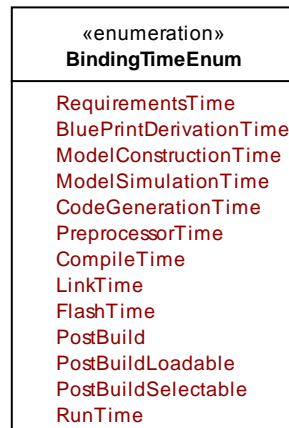 «enumeration»
BindingTimeEnum
RequirementsTime
BluePrintDerivationTime
ModelConstructionTime
ModelSimulationTime
CodeGenerationTime
PreprocessorTime
CompileTime
LinkTime
FlashTime
PostBuild
PostBuildLoadable
PostBuildSelectable
RunTime